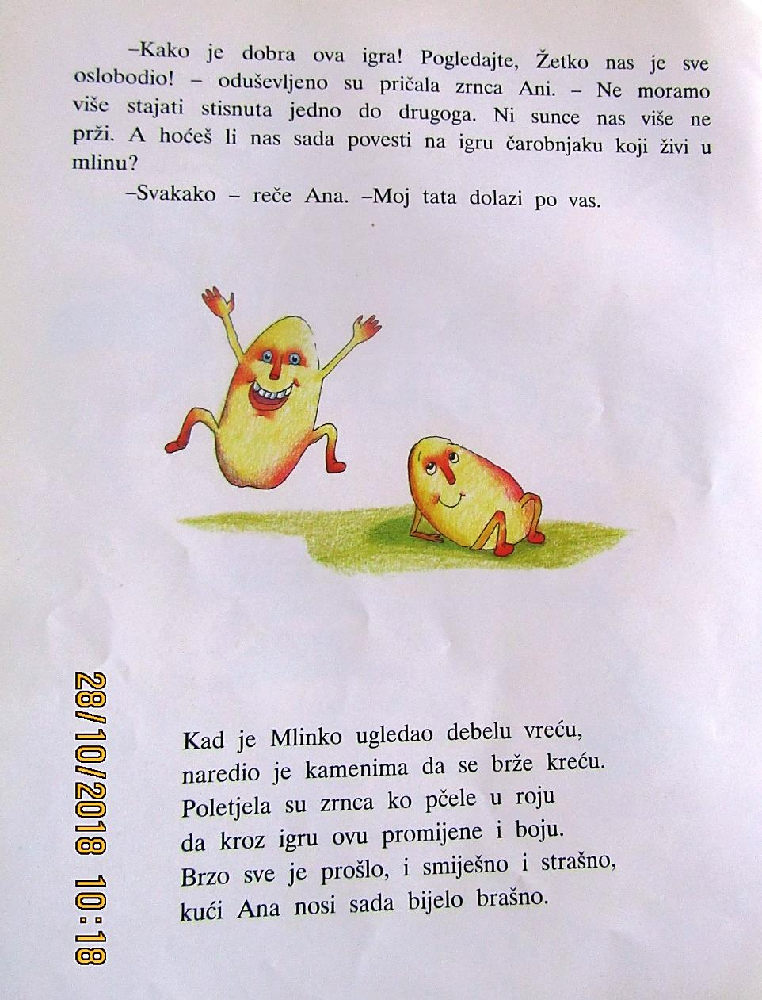 –Kako je dobra ova igra! Pogledajte, Žetko nas je sve
oslobodio! – oduševljeno su pričala zrnca Ani. – Ne moramo
više stajati stisnuta jedno do drugoga. Ni sunce nas više ne
prži. A hoćeš li nas sada povesti na igru čarobnjaku koji živi u
mlinu?
–Svakako – reče Ana. –Moj tata dolazi po vas.
Kad je Mlinko ugledao debelu vreću,
naredio je kamenima da se brže kreću.
Poletjela su zrnca ko pčele u roju
da kroz igru ovu promijene i boju.
Brzo sve je prošlo, i smiješno i strašno,
kući Ana nosi sada bijelo brašno.
28/10/2018 10:18